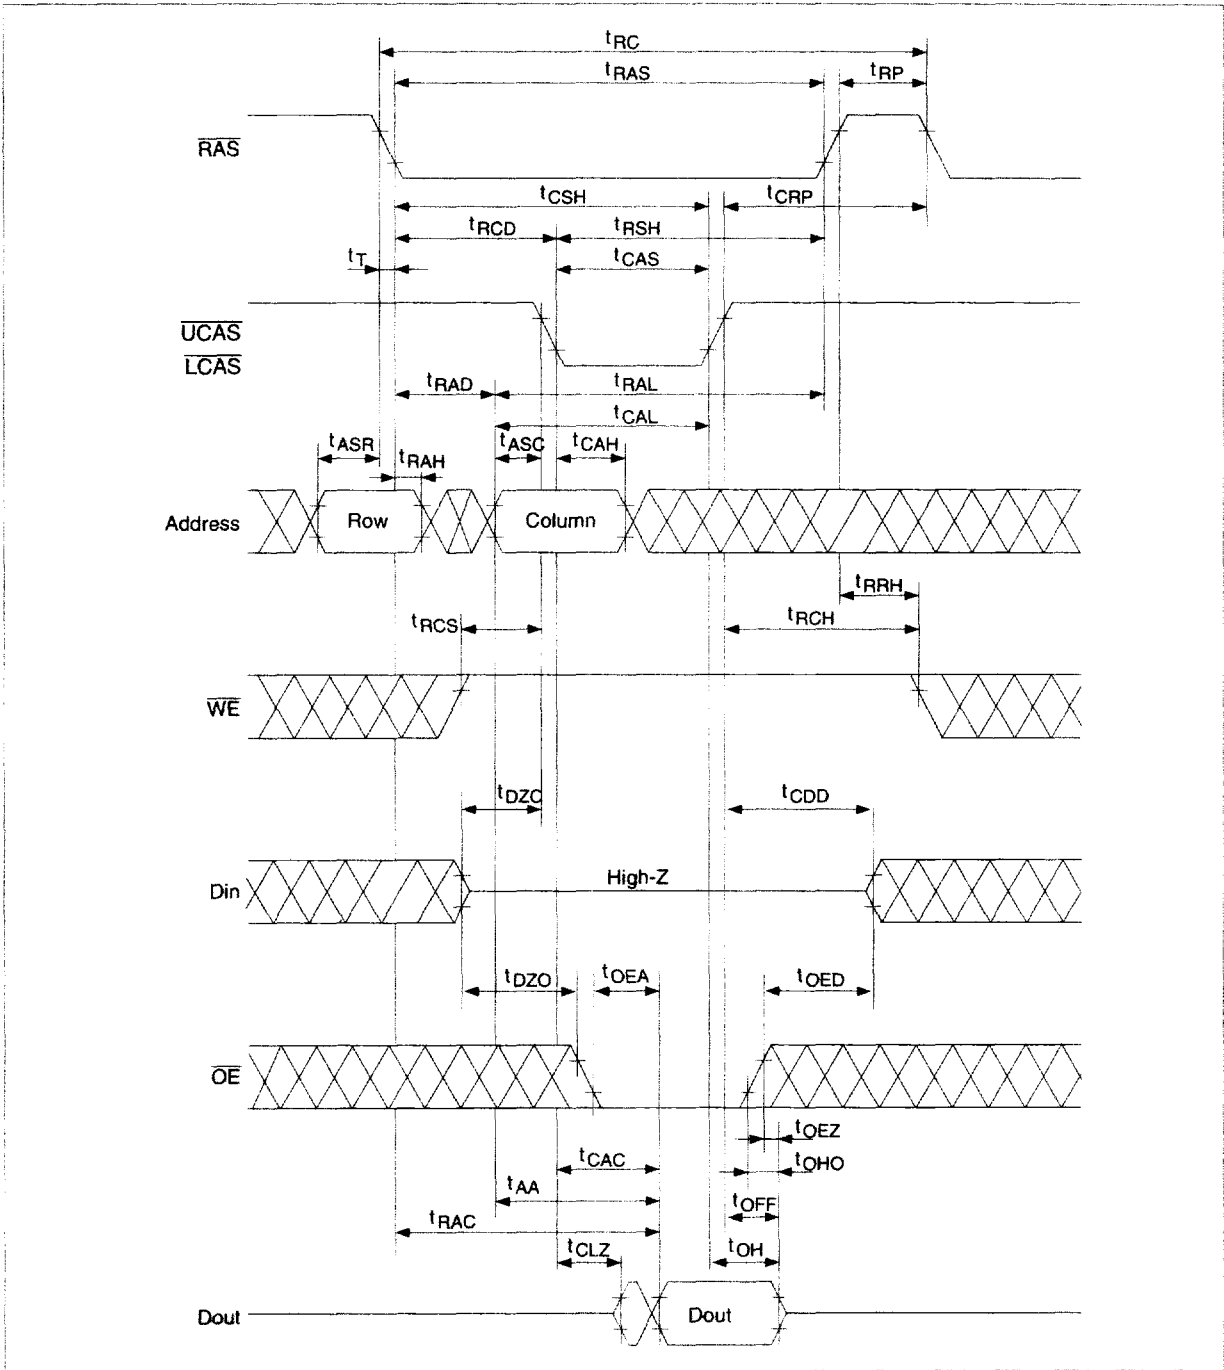 tRC
tRAS
tRP
RAS
tCSH
tCRP
tRCD
tRSH
tT
tCAS
UCAS
LCAS
tRAD
tRAL
tCAL
tASR
tRAH
tASC
tCAH
Address
Row
Column
tRRH
tRCS
tRCH
WE
tDZC
tCDD
Din
High-Z
tDZO
tOEA
tOED
OE
tOEZ
tCAC
tOHO
tAA
tOFF
tRAC
tCLZ
tOH
Dout
Dout